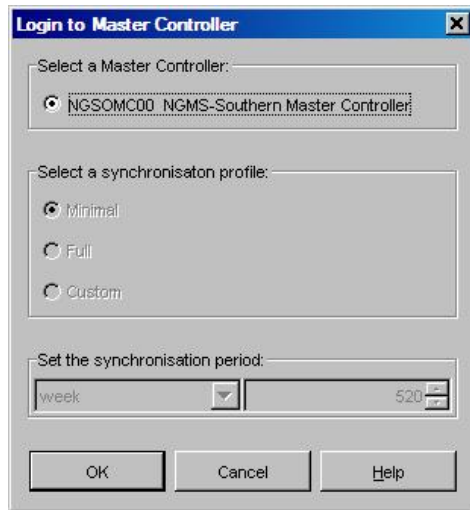 Login to Master Controller
Select a Master Controller:
NGSOMC00 NGMS-Southern Master Controller
Select a synchronisaton profile:
Minimal
Full
Custom
Set the synchronisation period:
week 520
OK Cancel Help